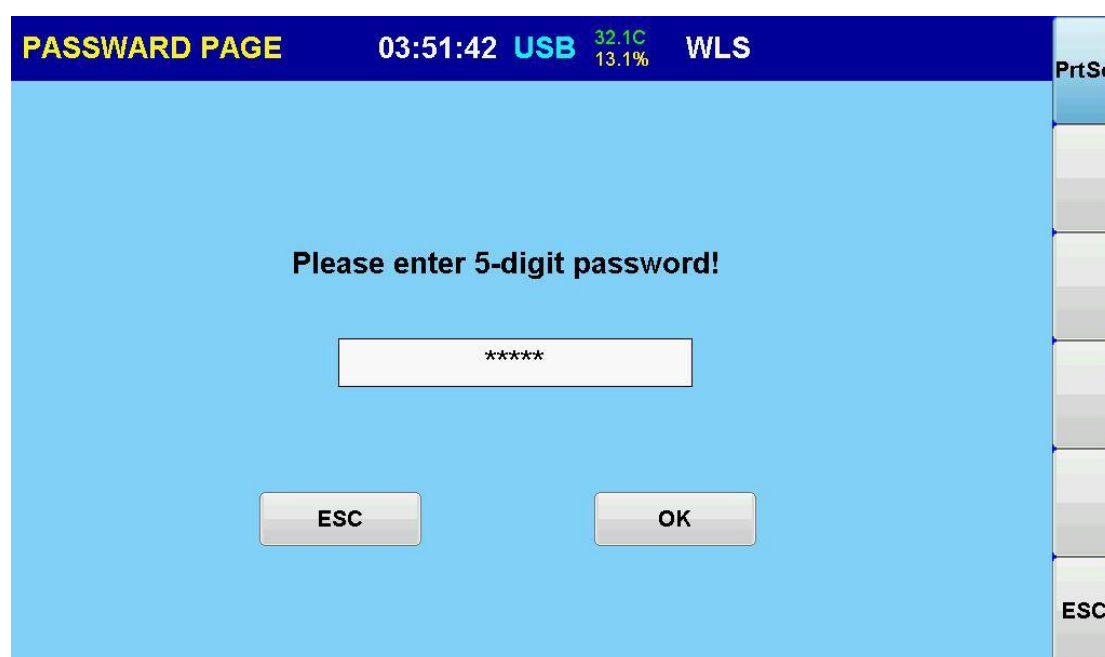 PASSWARD PAGE 03:51:42 USB 32.1C 13.1% WLS
PrtSc
Please enter 5-digit password!
*****
ESC OK
ESC